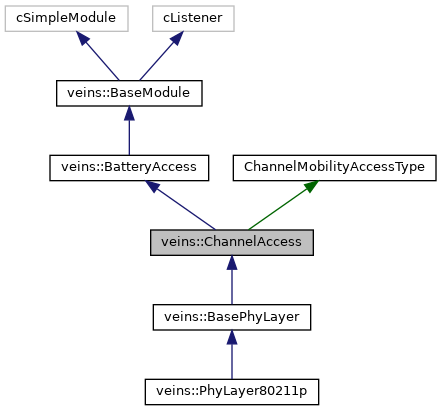 cSimpleModule
cListener
veins::BaseModule
veins::BatteryAccess
ChannelMobilityAccessType
veins::ChannelAccess
veins::BasePhyLayer
veins::PhyLayer80211p